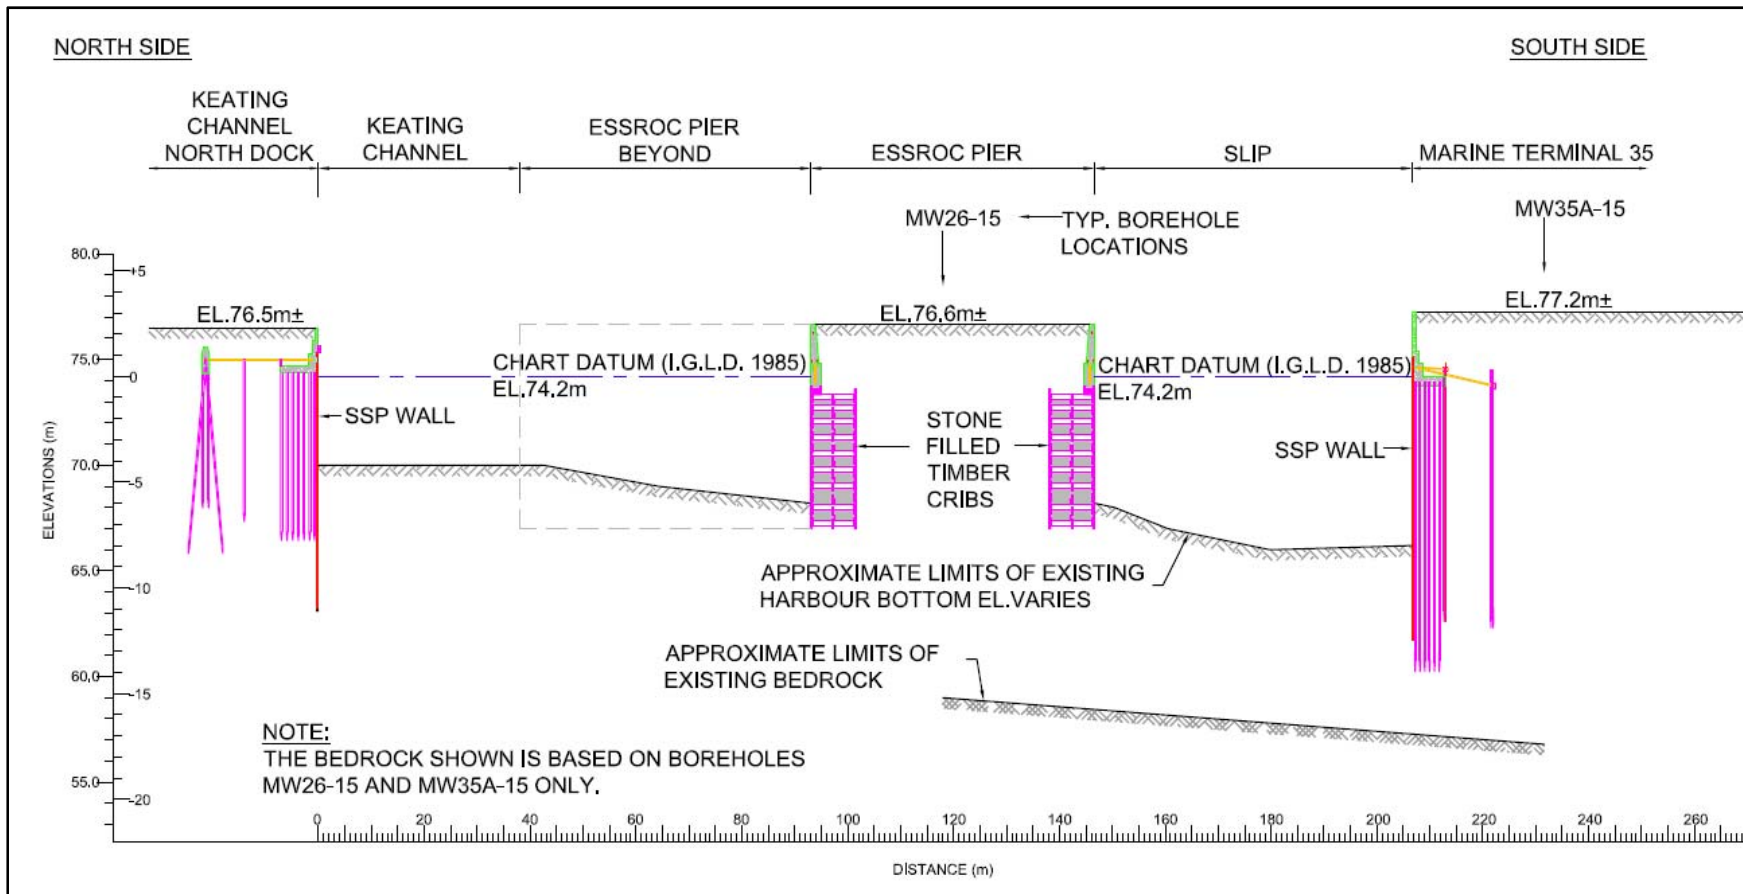 NORTH SIDE
SOUTH SIDE
KEATING
CHANNEL
NORTH DOCK
KEATING
CHANNEL
ESSROC PIER
BEYOND
ESSROC PIER
SLIP
MARINE TERMINAL 35
MW26-15
TYP. BOREHOLE
LOCATIONS
MW35A-15
80.0
+5
EL.76.5m±
EL.76.6m±
EL.77.2m±
75.0
0
CHART DATUM (I.G.L.D. 1985)
EL.74.2m
CHART DATUM (I.G.L.D. 1985)
EL.74.2m
SSP WALL
STONE
FILLED
TIMBER
CRIBS
SSP WALL
70.0
-5
ELEVATIONS (m)
65.0
-10
APPROXIMATE LIMITS OF EXISTING
HARBOUR BOTTOM EL.VARIES
APPROXIMATE LIMITS OF
EXISTING BEDROCK
60.0
-15
NOTE:
THE BEDROCK SHOWN IS BASED ON BOREHOLES
MW26-15 AND MW35A-15 ONLY.
55.0
-20
0 20 40 60 80 100 120 140 160 180 200 220 240 260
DISTANCE (m)